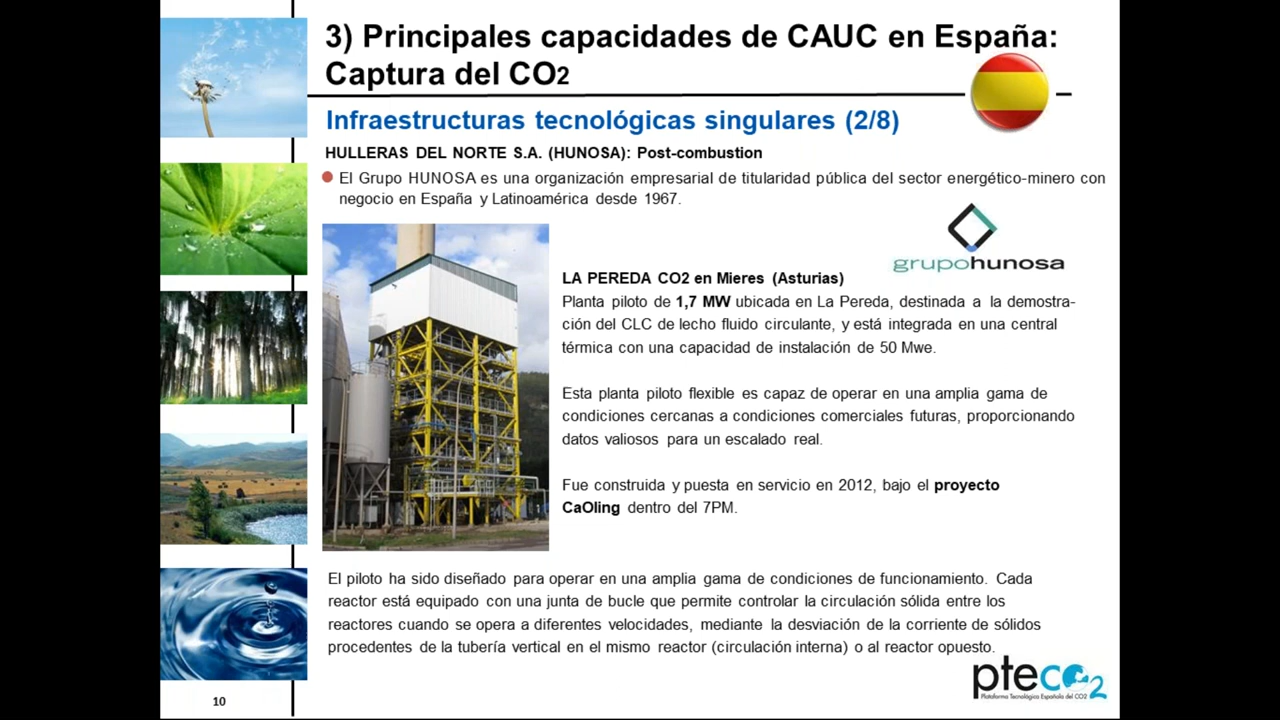 3) Principales capacidades de CAUC en España:
Captura del CO2
Infraestructuras tecnológicas singulares (2/8)
HULLERAS DEL NORTE S.A. (HUNOSA): Post-combustion
El Grupo HUNOSA es una organización empresarial de titularidad pública del sector energético-minero con
negocio en España y Latinoamérica desde 1967.
grupohunosa
LA PEREDA CO2 en Mieres (Asturias)
Planta piloto de 1,7 MW ubicada en La Pereda, destinada a la demostra-
ción del CLC de lecho fluido circulante, y está integrada en una central
térmica con una capacidad de instalación de 50 Mwe.
Esta planta piloto flexible es capaz de operar en una amplia gama de
condiciones cercanas a condiciones comerciales futuras, proporcionando
datos valiosos para un escalado real.
Fue construida y puesta en servicio en 2012, bajo el proyecto
CaOling dentro del 7PM.
El piloto ha sido diseñado para operar en una amplia gama de condiciones de funcionamiento. Cada
reactor está equipado con una junta de bucle que permite controlar la circulación sólida entre los
reactores cuando se opera a diferentes velocidades, mediante la desviación de la corriente de sólidos
procedentes de la tubería vertical en el mismo reactor (circulación interna) o al reactor opuesto.
pteco2
Plataforma Tecnológica Española del CO2
10